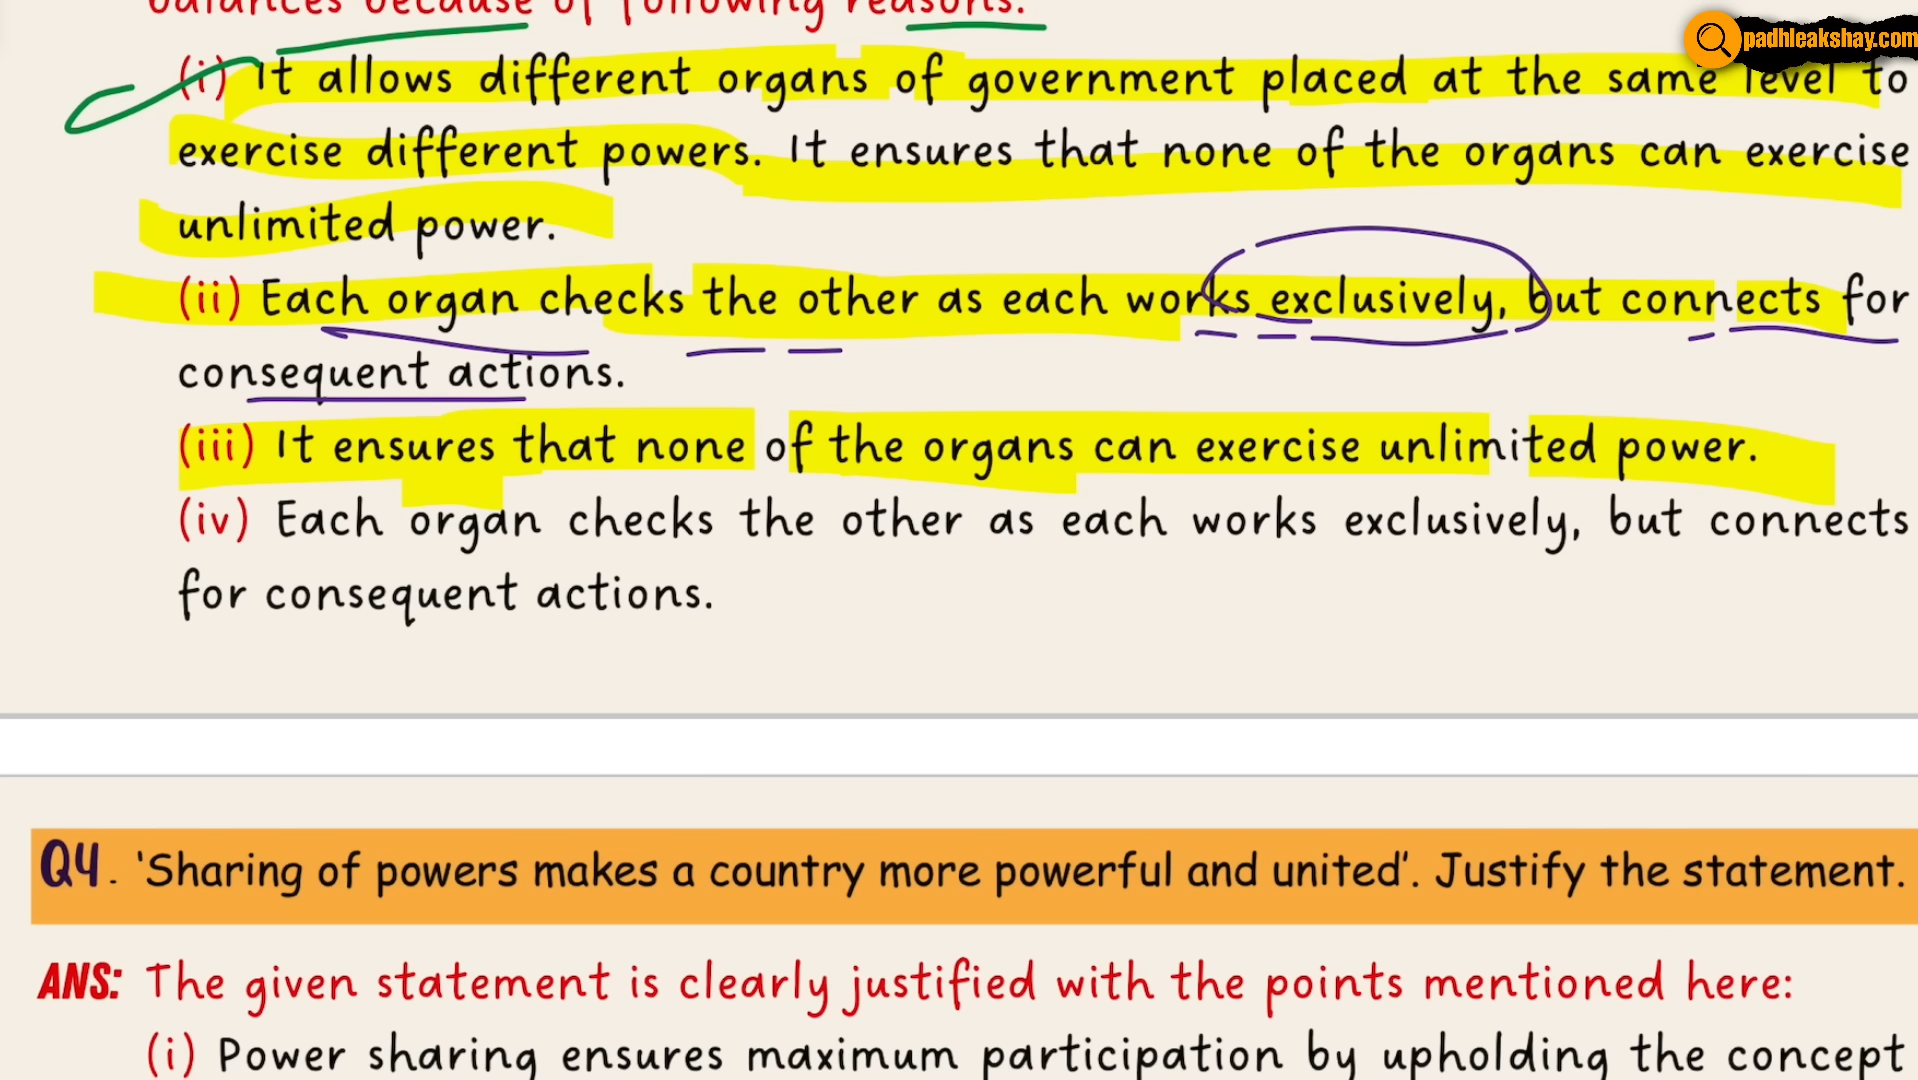 balances because of following reasons.
padhleakshay.com
(i) It allows different organs of government placed at the same level to
exercise different powers. It ensures that none of the organs can exercise
unlimited power.
(ii) Each organ checks the other as each works exclusively, but connects for
consequent actions.
(iii) It ensures that none of the organs can exercise unlimited power.
(iv) Each organ checks the other as each works exclusively, but connects
for consequent actions.
Q4. 'Sharing of powers makes a country more powerful and united'. Justify the statement.
ANS: The given statement is clearly justified with the points mentioned here:
(i) Power sharing ensures maximum participation by upholding the concept